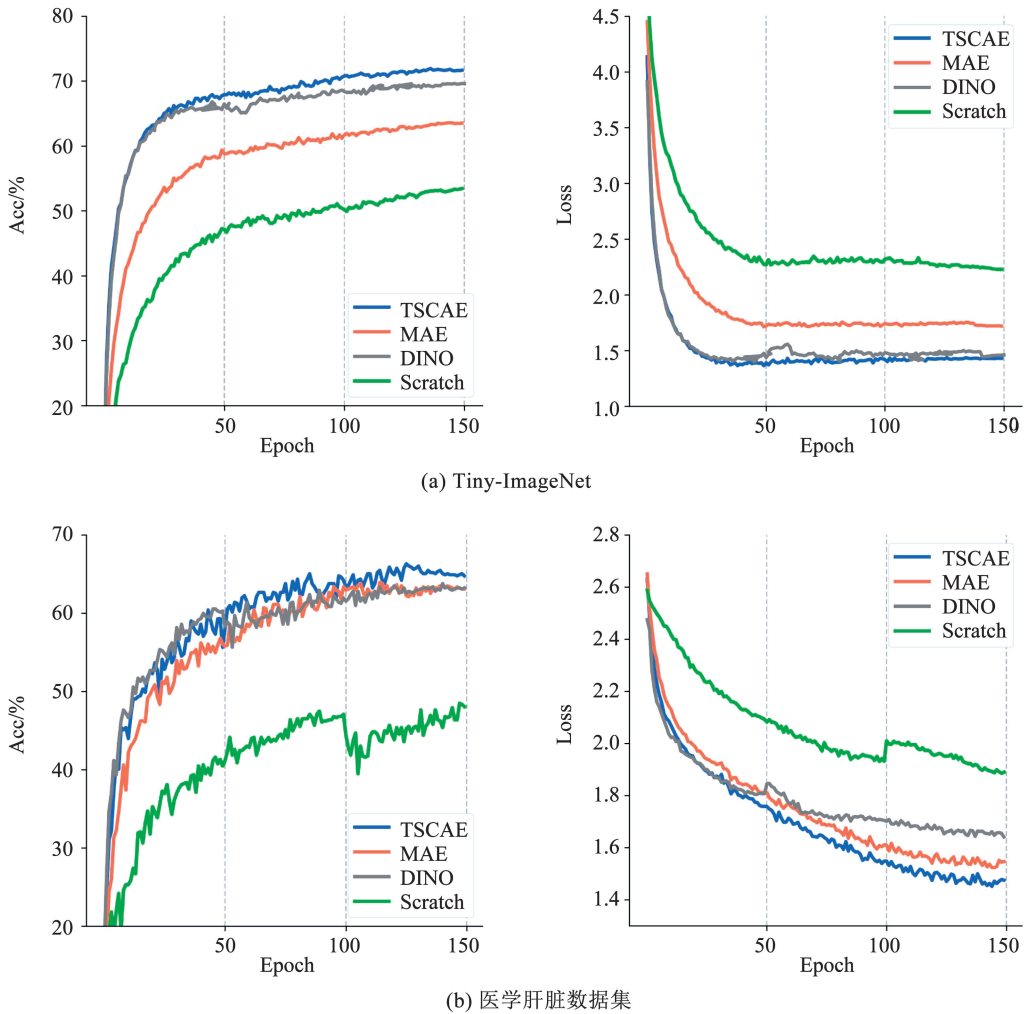 80
70
60
50
40
30
20
Acc/%
50
100
150
Epoch
TSCAE
MAE
DINO
Scratch
4.5
4.0
3.5
3.0
2.5
2.0
1.5
1.0
Loss
50
100
150
Epoch
TSCAE
MAE
DINO
Scratch
(a) Tiny-ImageNet
70
60
50
40
30
20
Acc/%
50
100
150
Epoch
TSCAE
MAE
DINO
Scratch
2.8
2.6
2.4
2.2
2.0
1.8
1.6
1.4
Loss
50
100
150
Epoch
TSCAE
MAE
DINO
Scratch
(b) 医学肝脏数据集